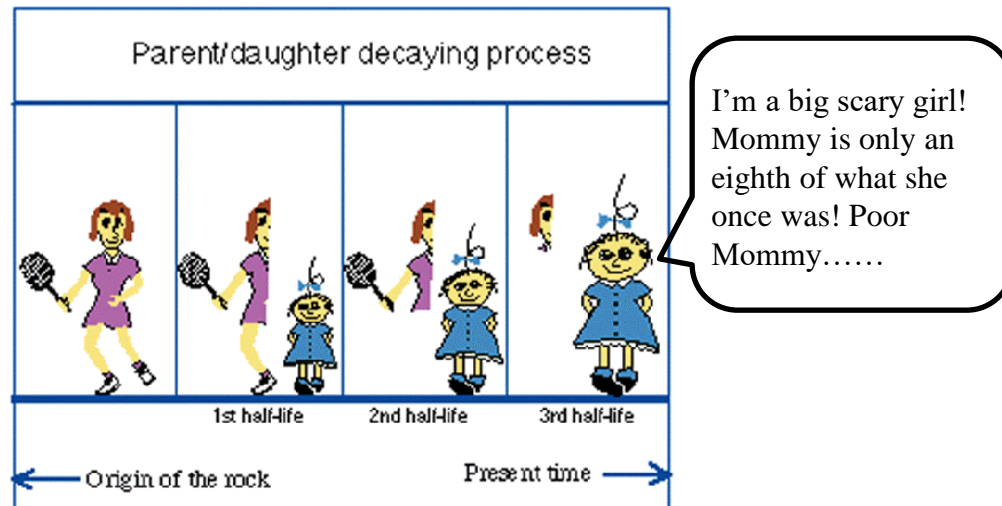 Parent/daughter decaying process
I'm a big scary girl!
Mommy is only an
eighth of what she
once was! Poor
Mommy……
1st half-life
2nd half-life
3rd half-life
Origin of the rock
Present time